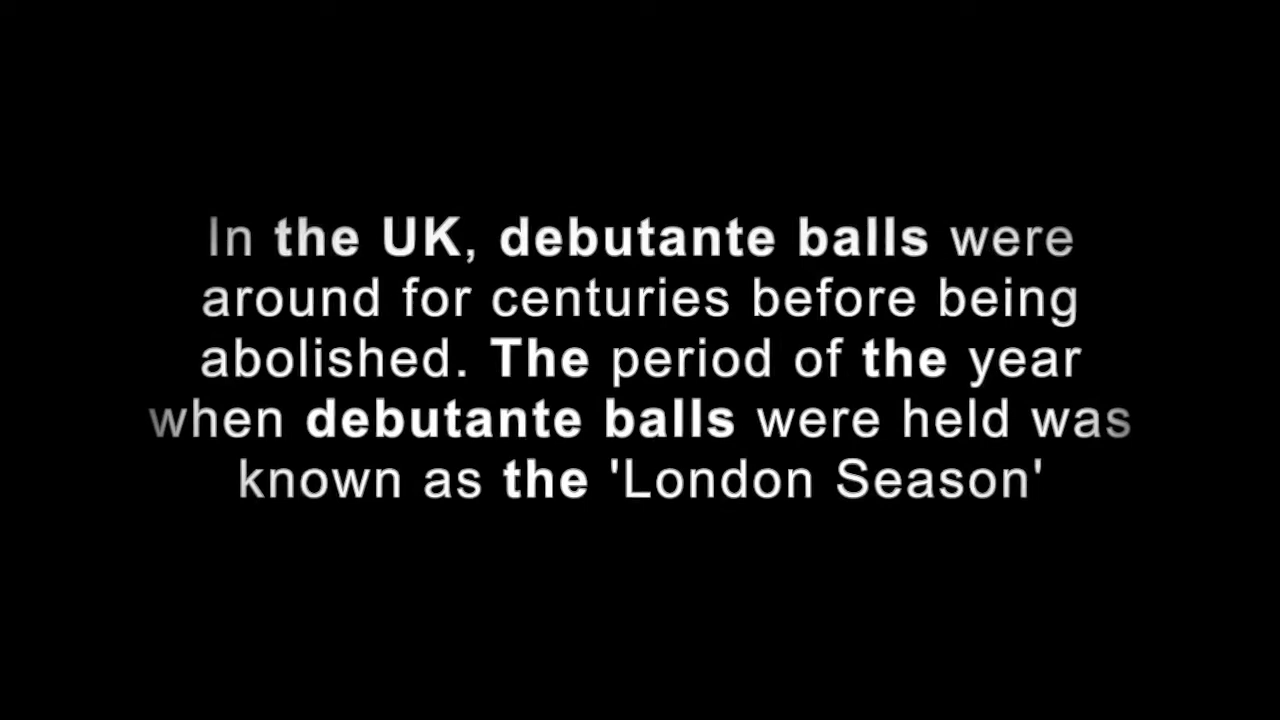 In the UK, debutante balls were
around for centuries before being
abolished. The period of the year
when debutante balls were held was
known as the 'London Season'